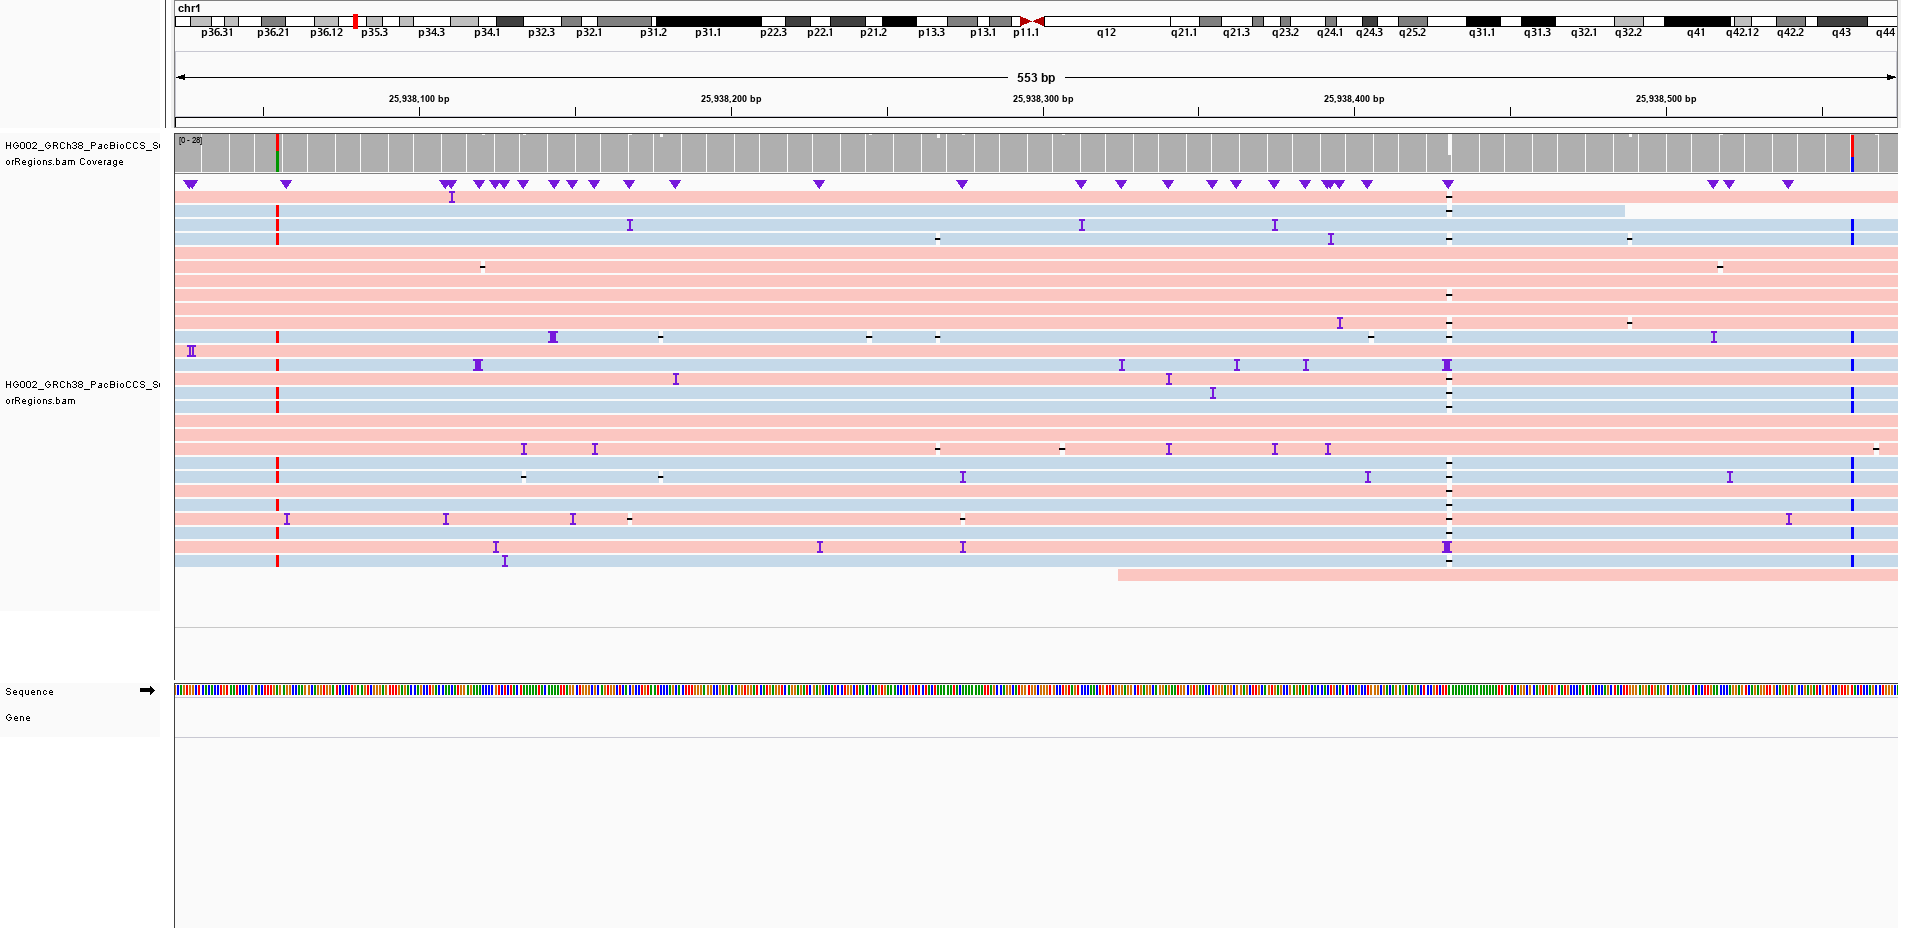 chr1
p36.31 p36.21 p36.12 p35.3 p34.3 p34.1 p32.3 p32.1 p31.2 p31.1 p22.3 p22.1 p21.2 p13.3 p13.1 p11.1 q12 q21.1 q21.3 q23.2 q24.1 q24.3 q25.2 q31.1 q31.3 q32.1 q32.2 q41 q42.12 q42.2 q43 q44
553 bp
25,938,100 bp 25,938,200 bp 25,938,300 bp 25,938,400 bp 25,938,500 bp
[0 - 28]
HG002_GRCh38_PacBioCCS_S
orRegions.bam Coverage
HG002_GRCh38_PacBioCCS_S
orRegions.bam
Sequence
Gene